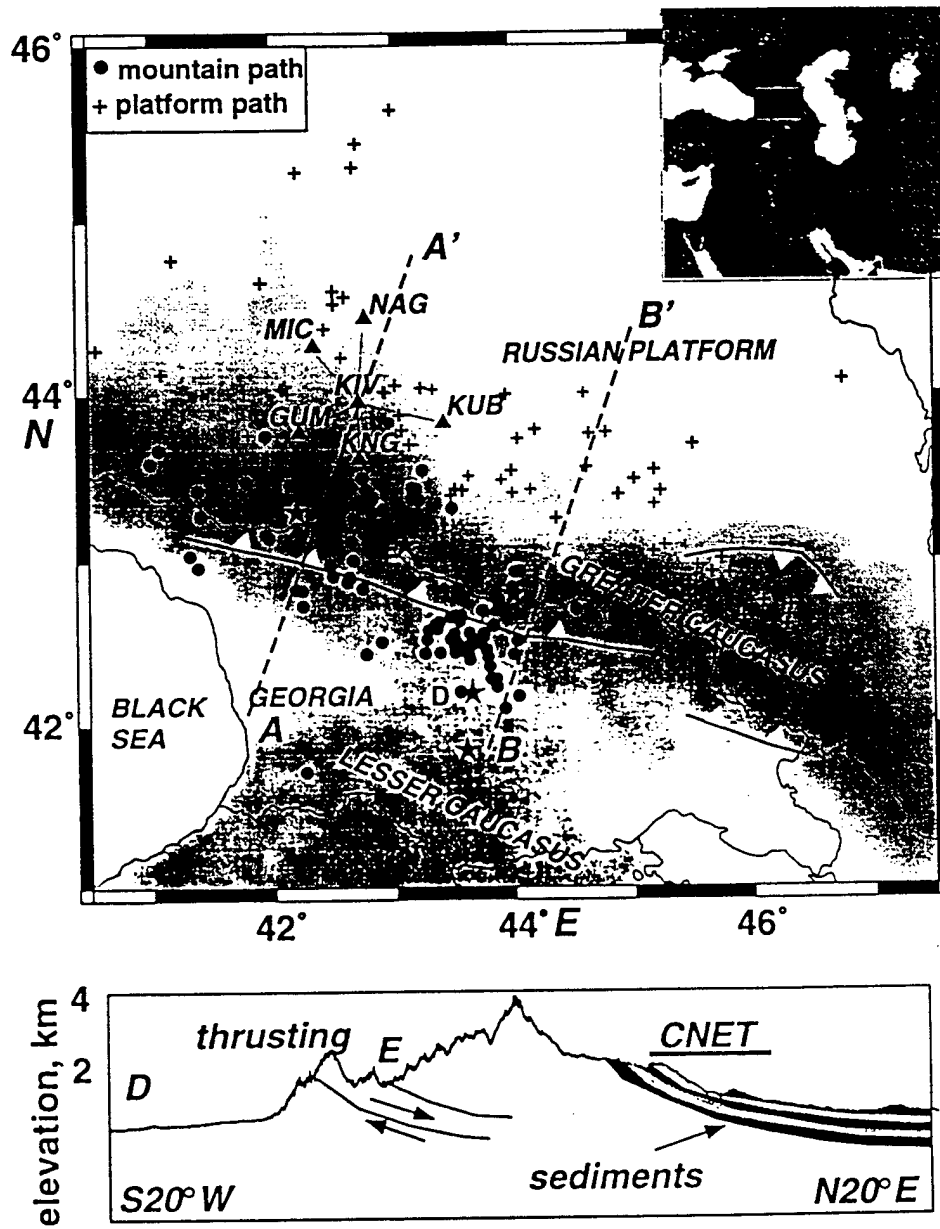 46°
● mountain path
+ platform path
A'
NAG
B'
MIC
RUSSIAN PLATFORM
44°
N
KIV
GUM
KUB
KNG
GREATER CAUCASUS
D
BLACK
SEA
GEORGIA
42°
A
B
LESSER CAUCASUS
42°
44° E
46°
elevation, km
4
2
thrusting
E
CNET
D
sediments
S20° W
N20° E